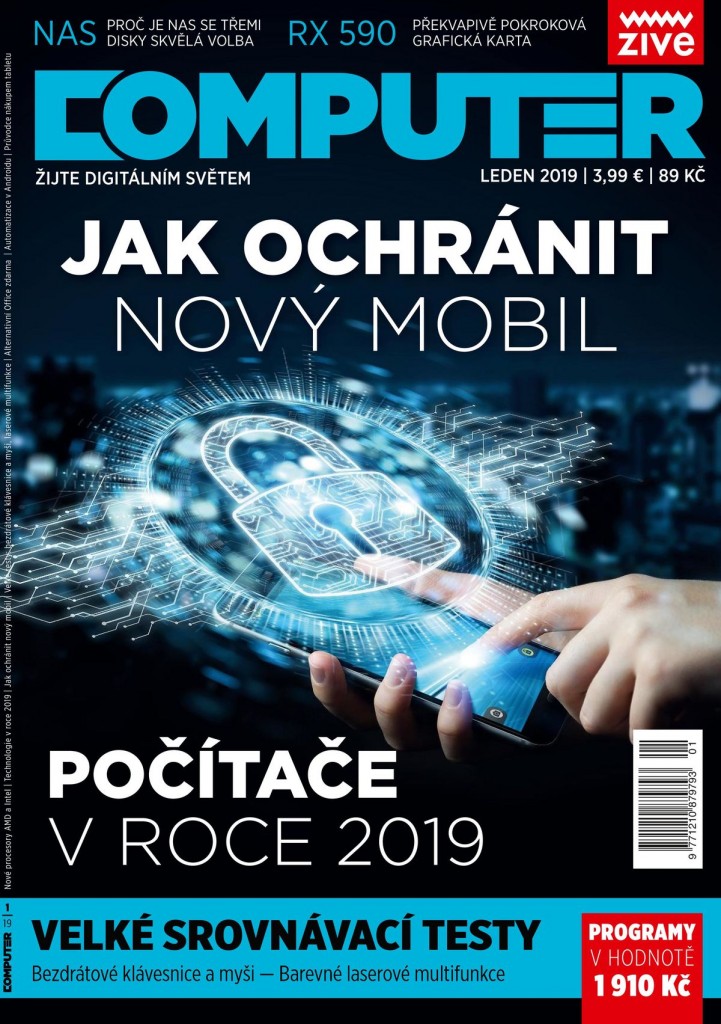 NAS PROČ JE NAS SE TŘEMI
DISKY SKVĚLÁ VOLBA
RX 590 PŘEKVAPIVĚ POKROKOVÁ
GRAFICKÁ KARTA
zive
COMPUTER
ŽIJTE DIGITÁLNÍM SVĚTEM
LEDEN 2019 | 3,99 € | 89 KČ
JAK OCHRÁNIT
NOVÝ MOBIL
POČÍTAČE
V ROCE 2019
9 771210 879793
01
VELKÉ SROVNÁVACÍ TESTY
Bezdrátové klávesnice a myši — Barevné laserové multifunkce
PROGRAMY
V HODNOTĚ
1 910 Kč
Nové procesory AMD a Intel | Technologie v roce 2019 | Jak ochránit nový mobil | Velké testy: bezdrátové klávesnice a myši, laserové multifunkce | Alternativní Office zdarma | Automatizace v Androidu | Průvodce nákupem tabletu
COMPUTER
1
19